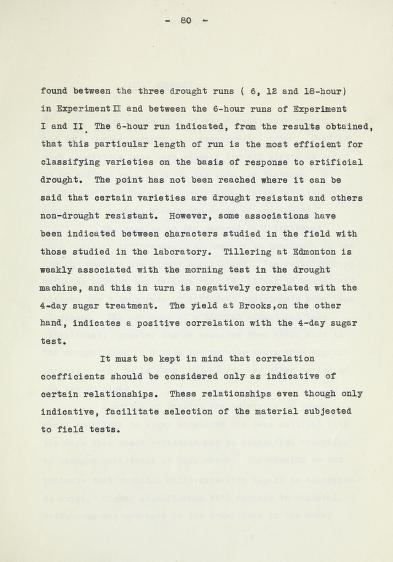 - 80 -
found between the three drought runs ( 6, 12 and 18-hour)
in Experiment II and between the 6-hour runs of Experiment
I and II. The 6-hour run indicated, from the results obtained,
that this particular length of run is the most efficient for
classifying varieties on the basis of response to artificial
drought. The point has not been reached where it can be
said that certain varieties are drought resistant and others
non-drought resistant. However, some associations have
been indicated between characters studied in the field with
those studied in the laboratory. Tillering at Edmonton is
weakly associated with the morning test in the drought
machine, and this in turn is negatively correlated with the
4-day sugar treatment. The yield at Brooks,on the other
hand, indicates a positive correlation with the 4-day sugar
test.
It must be kept in mind that correlation
coefficients should be considered only as indicative of
certain relationships. These relationships even though only
indicative, facilitate selection of the material subjected
to field tests.